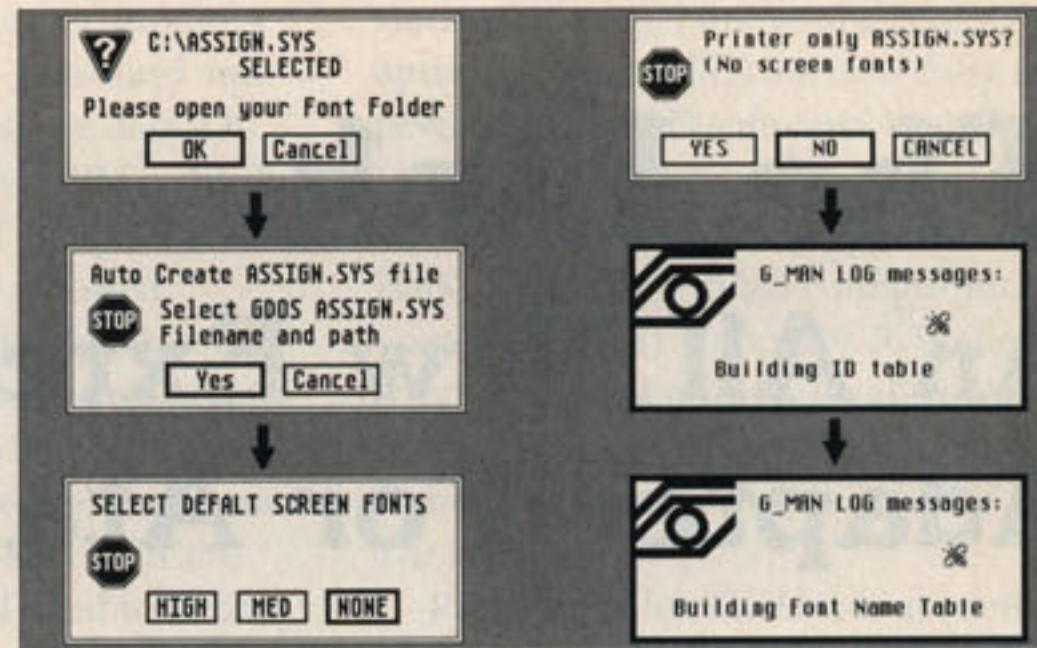 C:\ASSIGN.SYS
SELECTED
Please open your Font Folder
OK Cancel
Auto Create ASSIGN.SYS file
STOP
Select GDOS ASSIGN.SYS
Filename and path
Yes Cancel
SELECT DEFALT SCREEN FONTS
STOP
HIGH MED NONE
Printer only ASSIGN.SYS?
STOP
(No screen fonts)
YES NO CANCEL
G_MAN LOG messages:
Building ID table
G_MAN LOG messages:
Building Font Name Table